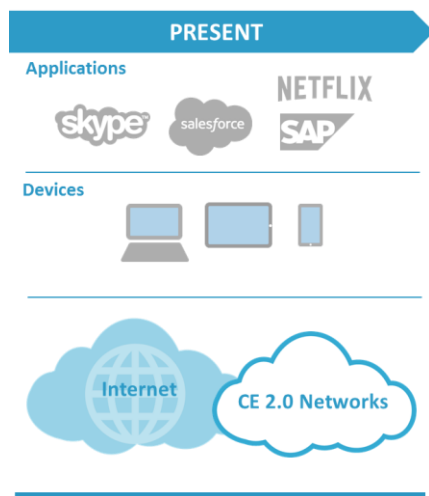 PRESENT
Applications
skype
salesforce
NETFLIX
SAP
Devices
Internet
CE 2.0 Networks